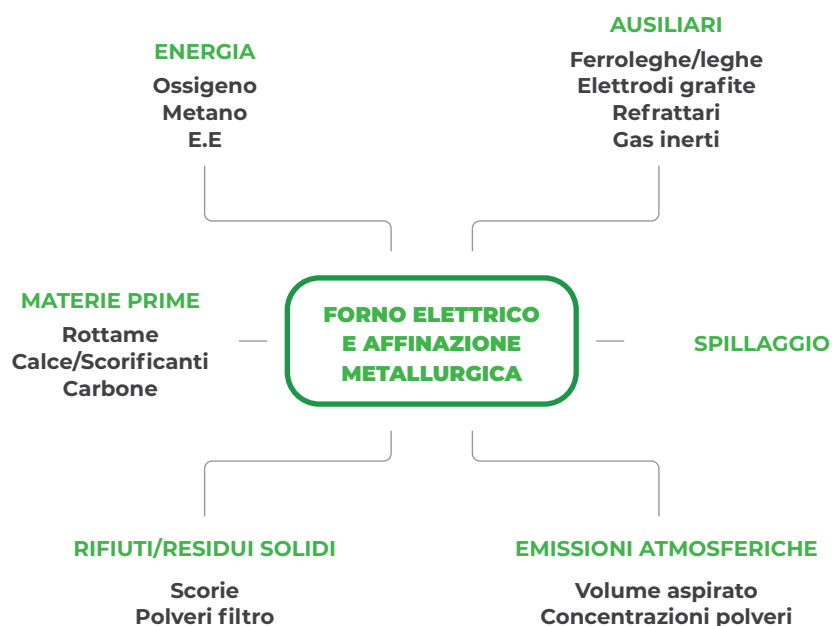 ENERGIA
Ossigeno
Metano
E.E
AUSILIARI
Ferroleghe/leghe
Elettrodi grafite
Refrattari
Gas inerti
MATERIE PRIME
Rottame
Calce/Scorificanti
Carbone
FORNO ELETTRICO
E AFFINAZIONE
METALLURGICA
SPILLAGGIO
RIFIUTI/RESIDUI SOLIDI
Scorie
Polveri filtro
EMISSIONI ATMOSFERICHE
Volume aspirato
Concentrazioni polveri